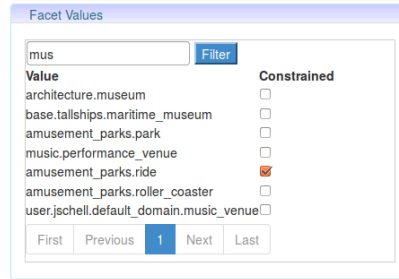 Facet Values
mus Filter
Value Constrained
architecture.museum
base.tallships.maritime_museum
amusement_parks.park
music.performance_venue
amusement_parks.ride
amusement_parks.roller_coaster
user.jschell.default_domain.music_venue
First Previous 1 Next Last